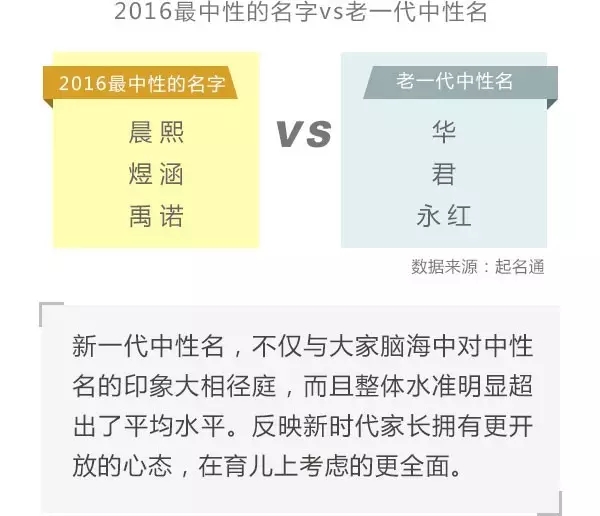 2016最中性的名字vs老一代中性名
2016最中性的名字
老一代中性名
晨熙
煜涵
禹诺
VS
华
君
永红
数据来源：起名通
新一代中性名，不仅与大家脑海中对中性
名的印象大相径庭，而且整体水准明显超
出了平均水平。反映新时代家长拥有更开
放的心态，在育儿上考虑的更全面。